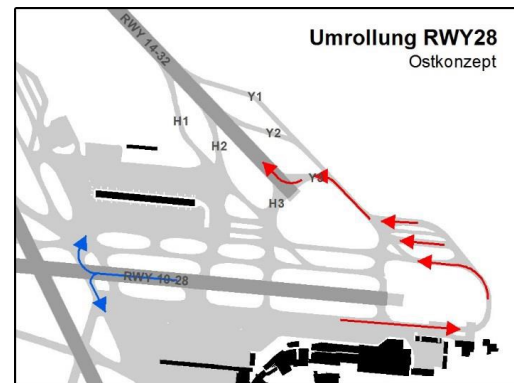 Umrollung RWY28
Ostkonzept
RWY 14-32
Y1
H1
Y2
H2
Y3
H3
RWY 10-28